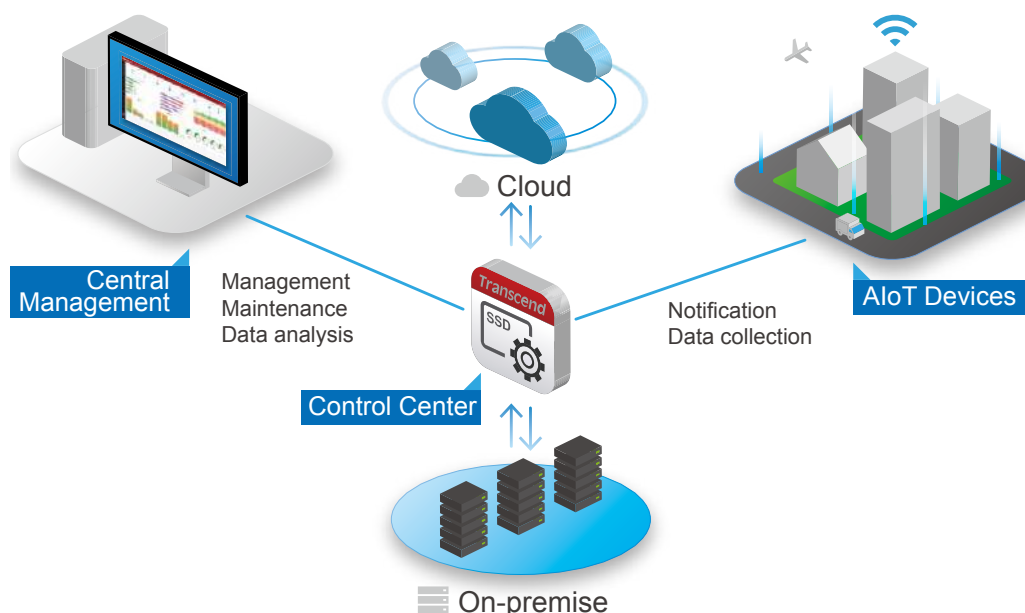 Cloud
Central
Management
Management
Maintenance
Data analysis
Transcend
SSD
Notification
Data collection
AIoT Devices
Control Center
On-premise